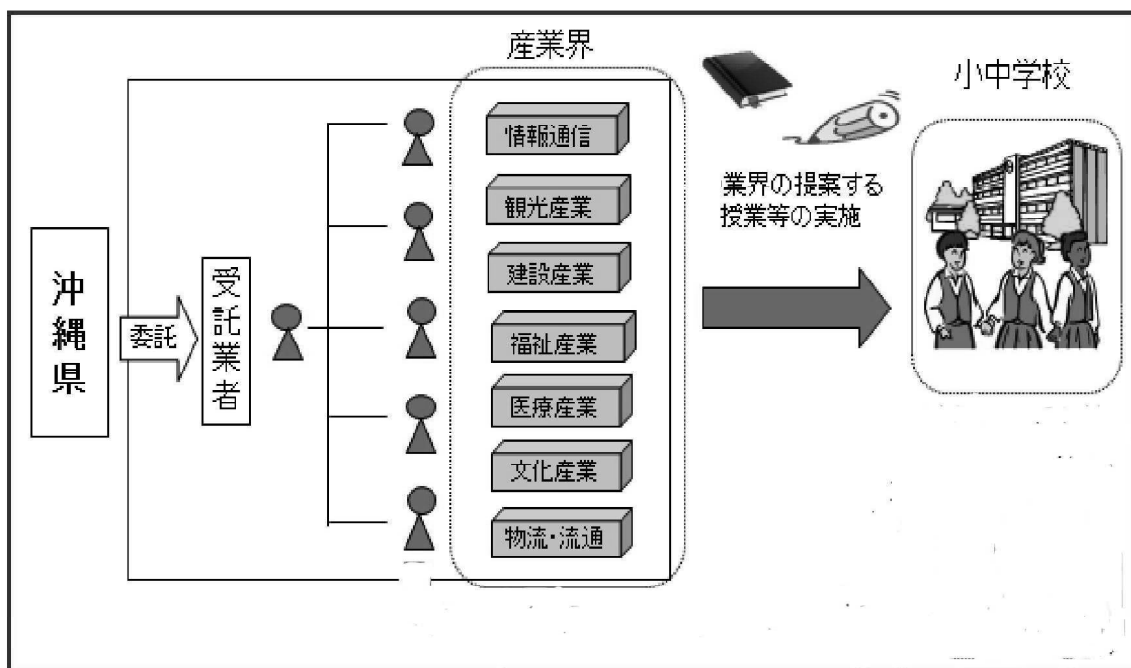 産業界
小中学校
沖縄県
委託
受託業者
情報通信
観光産業
建設産業
福祉産業
医療産業
文化産業
物流・流通
業界の提案する
授業等の実施